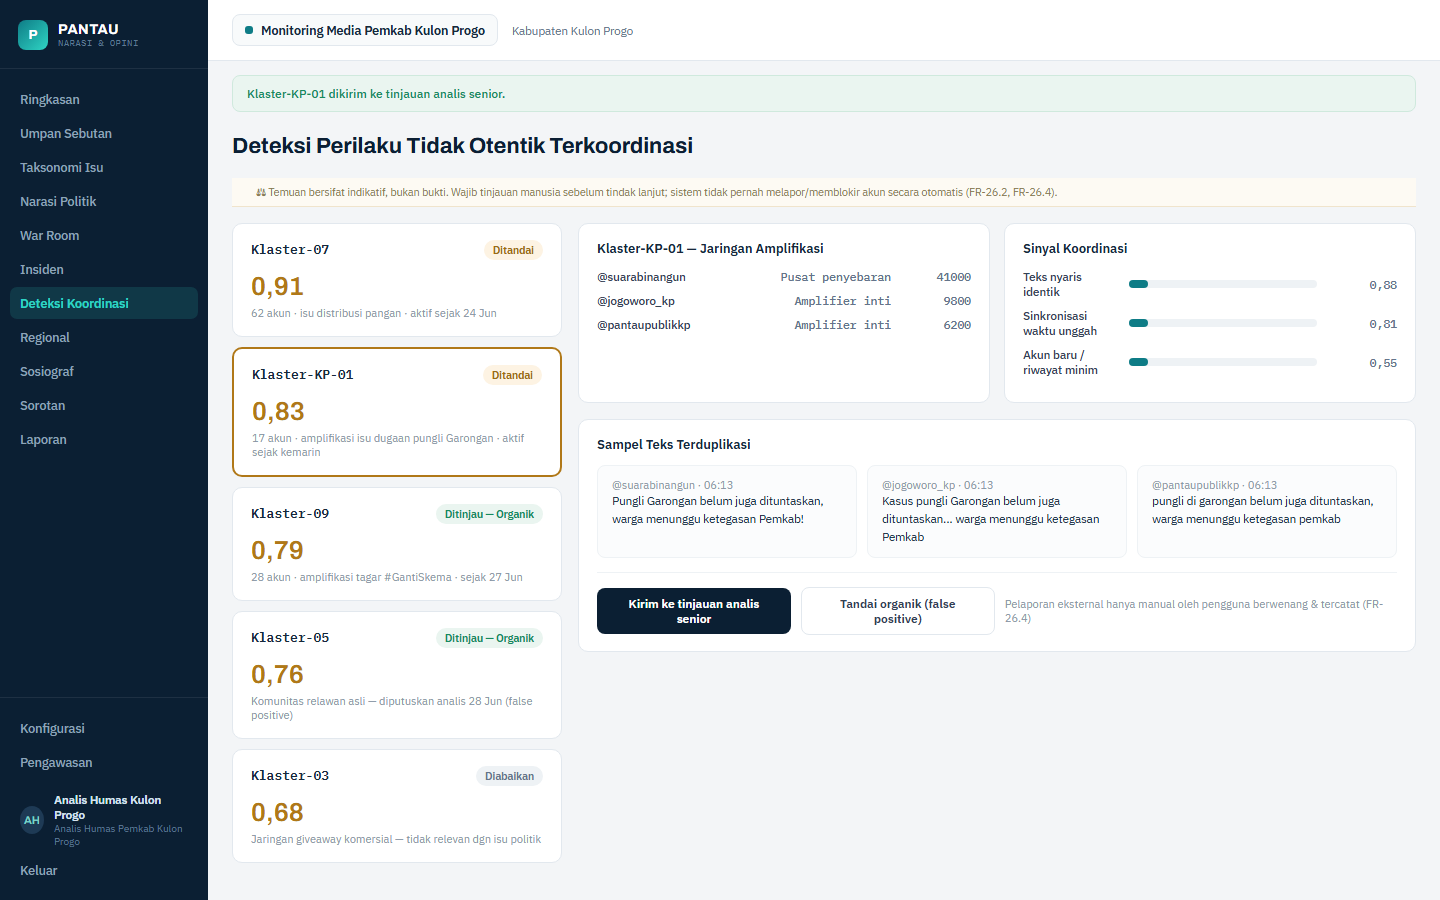 P
PANTAU
NARASI & OPINI
Ringkasan
Umpan Sebutan
Taksonomi Isu
Narasi Politik
War Room
Insiden
Deteksi Koordinasi
Regional
Sosiograf
Sorotan
Laporan
Konfigurasi
Pengawasan
AH
Analis Humas Kulon
Progo
Analis Humas Pemkab Kulon
Progo
Keluar
Monitoring Media Pemkab Kulon Progo
Kabupaten Kulon Progo
Klaster-KP-01 dikirim ke tinjauan analis senior.
Deteksi Perilaku Tidak Otentik Terkoordinasi
Temuan bersifat indikatif, bukan bukti. Wajib tinjauan manusia sebelum tindak lanjut; sistem tidak pernah melapor/memblokir akun secara otomatis (FR-26.2, FR-26.4).
Klaster-07
Ditandai
0,91
62 akun · isu distribusi pangan · aktif sejak 24 Jun
Klaster-KP-01
Ditandai
0,83
17 akun · amplifikasi isu dugaan pungli Garongan · aktif
sejak kemarin
Klaster-09
Ditinjau — Organik
0,79
28 akun · amplifikasi tagar #GantiSkema · sejak 27 Jun
Klaster-05
Ditinjau — Organik
0,76
Komunitas relawan asli — diputuskan analis 28 Jun (false
positive)
Klaster-03
Diabaikan
0,68
Jaringan giveaway komersial — tidak relevan dgn isu politik
Klaster-KP-01 — Jaringan Amplifikasi
@suarabinangun Pusat penyebaran 41000
@jogoworo_kp Amplifier inti 9800
@pantaupublikkp Amplifier inti 6200
Sinyal Koordinasi
Teks nyaris
identik
0,88
Sinkronisasi
waktu unggah
0,81
Akun baru /
riwayat minim
0,55
Sampel Teks Terduplikasi
@suarabinangun · 06:13
Pungli Garongan belum juga dituntaskan,
warga menunggu ketegasan Pemkab!
@jogoworo_kp · 06:13
Kasus pungli Garongan belum juga
dituntaskan... warga menunggu ketegasan
Pemkab
@pantaupublikkp · 06:13
pungli di garongan belum juga dituntaskan,
warga menunggu ketegasan pemkab
Kirim ke tinjauan analis
senior
Tandai organik (false
positive)
Pelaporan eksternal hanya manual oleh pengguna berwenang & tercatat (FR-
26.4)